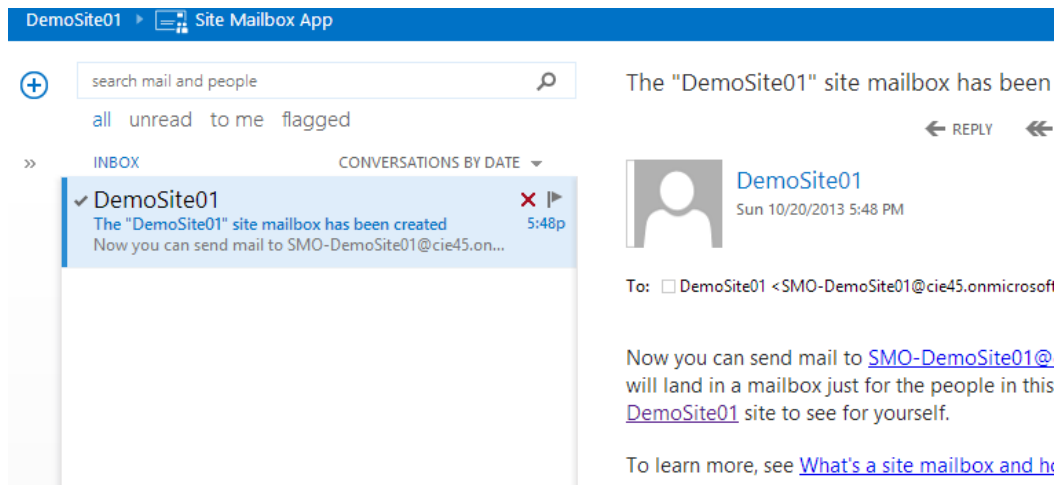 DemoSite01 Site Mailbox App
search mail and people
all unread to me flagged
INBOX CONVERSATIONS BY DATE
DemoSite01
The "DemoSite01" site mailbox has been created 5:48p
Now you can send mail to SMO-DemoSite01@cie45.on...
The "DemoSite01" site mailbox has been
REPLY
DemoSite01
Sun 10/20/2013 5:48 PM
To: DemoSite01 <SMO-DemoSite01@cie45.onmicrosoft
Now you can send mail to SMO-DemoSite01@
will land in a mailbox just for the people in this
DemoSite01 site to see for yourself.
To learn more, see What's a site mailbox and